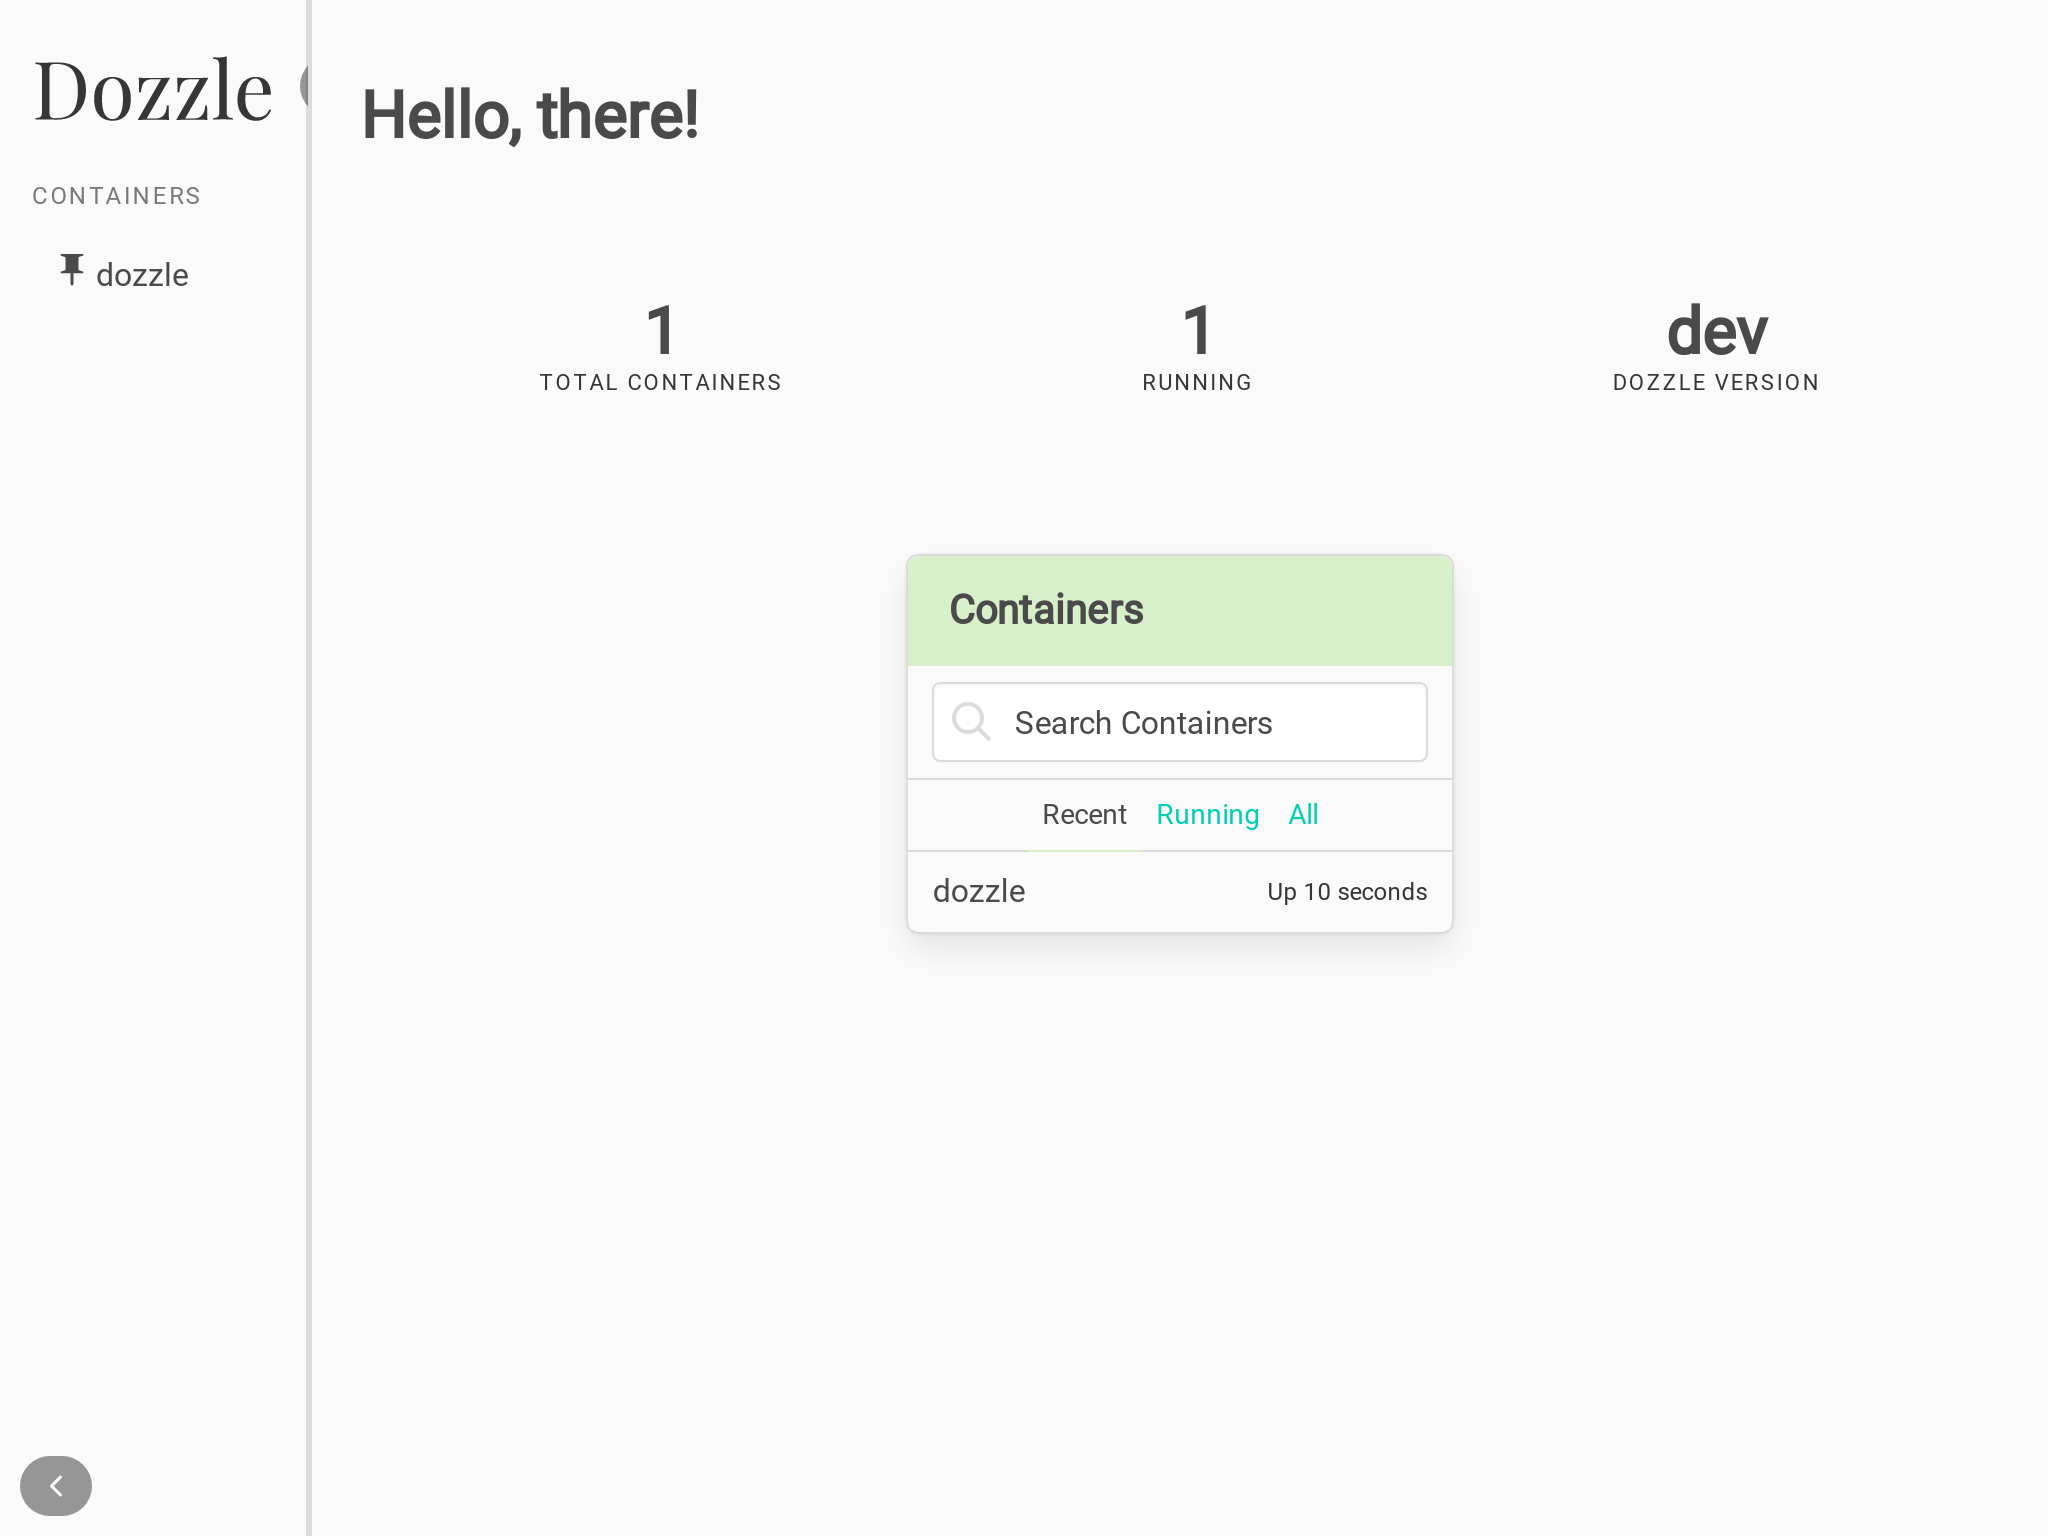 Dozzle
CONTAINERS
dozzle
Hello, there!
1
TOTAL CONTAINERS
1
RUNNING
dev
DOZZLE VERSION
Containers
Search Containers
Recent Running All
dozzle Up 10 seconds